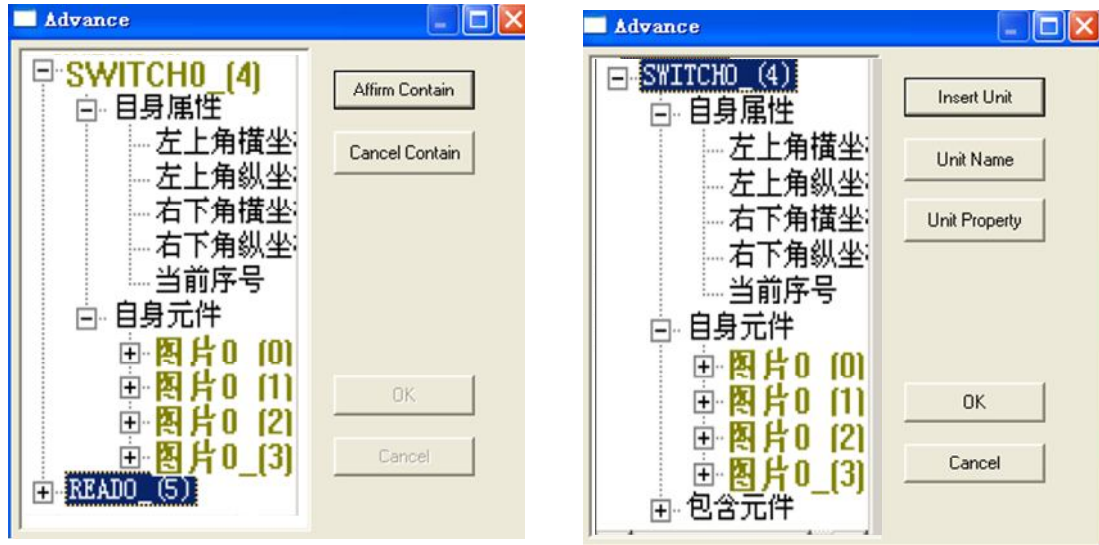 Advance
SWITCH0_(4)
自身属性
左上角横坐
左上角纵坐
右下角横坐
右下角纵坐
当前序号
自身元件
图片0_(0)
图片0_(1)
图片0_(2)
图片0_(3)
READ0_(5)
Affirm Contain
Cancel Contain
OK
Cancel
Advance
SWITCH0_(4)
自身属性
左上角横坐
左上角纵坐
右下角横坐
右下角纵坐
当前序号
自身元件
图片0_(0)
图片0_(1)
图片0_(2)
图片0_(3)
包含元件
Insert Unit
Unit Name
Unit Property
OK
Cancel